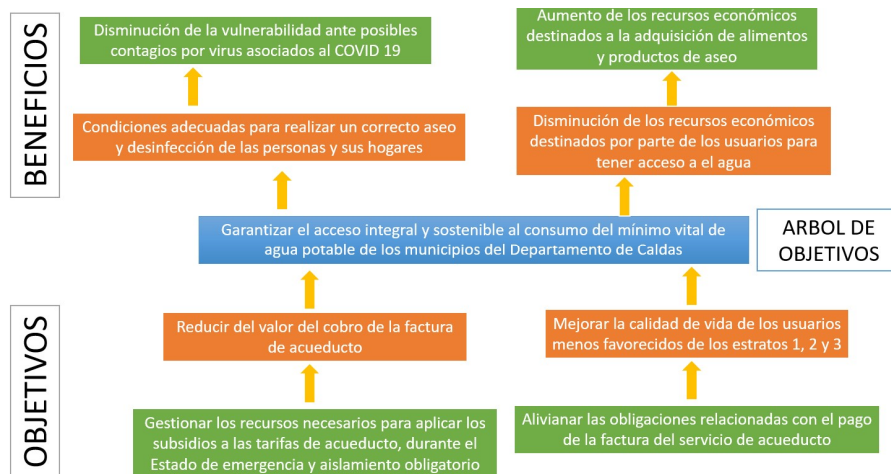 BENEFICIOS
Disminución de la vulnerabilidad ante posibles
contagios por virus asociados al COVID 19
Aumento de los recursos económicos
destinados a la adquisición de alimentos
y productos de aseo
Condiciones adecuadas para realizar un correcto aseo
y desinfección de las personas y sus hogares
Disminución de los recursos económicos
destinados por parte de los usuarios para
tener acceso a el agua
Garantizar el acceso integral y sostenible al consumo del mínimo vital de
agua potable de los municipios del Departamento de Caldas
ARBOL DE
OBJETIVOS
OBJETIVOS
Reducir del valor del cobro de la factura
de acueducto
Mejorar la calidad de vida de los usuarios
menos favorecidos de los estratos 1, 2 y 3
Gestionar los recursos necesarios para aplicar los
subsidios a las tarifas de acueducto, durante el
Estado de emergencia y aislamiento obligatorio
Alivianar las obligaciones relacionadas con el pago
de la factura del servicio de acueducto